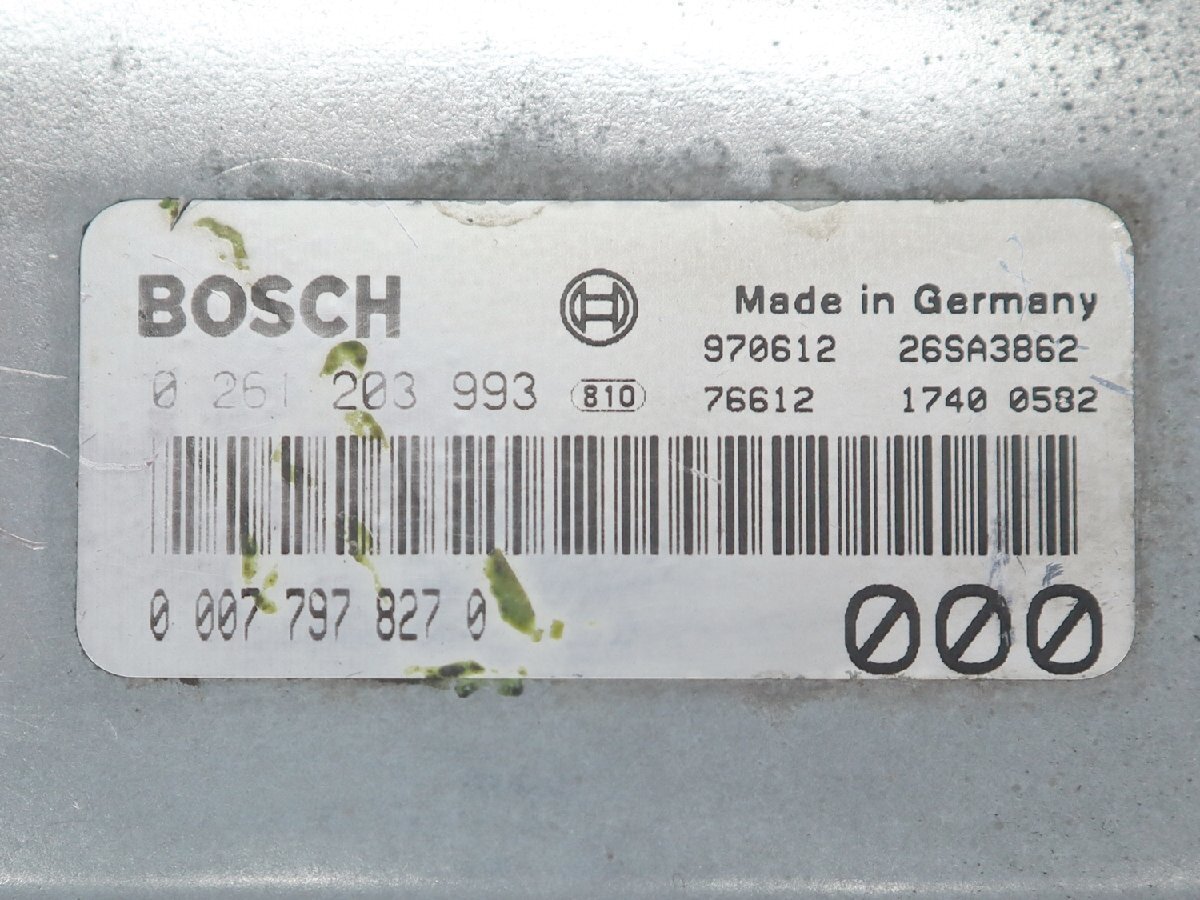 BOSCH
Made in Germany
970612 26SA3862
0 261 203 993 810 76612 1740 0582
0 007 797 827 0
000